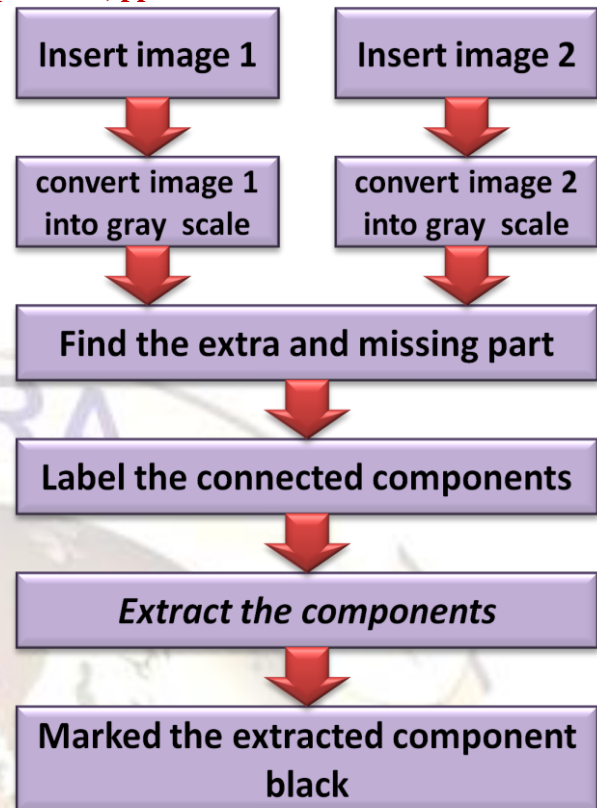 Insert image 1
Insert image 2
convert image 1
into gray scale
convert image 2
into gray scale
Find the extra and missing part
Label the connected components
Extract the components
Marked the extracted component
black
RA